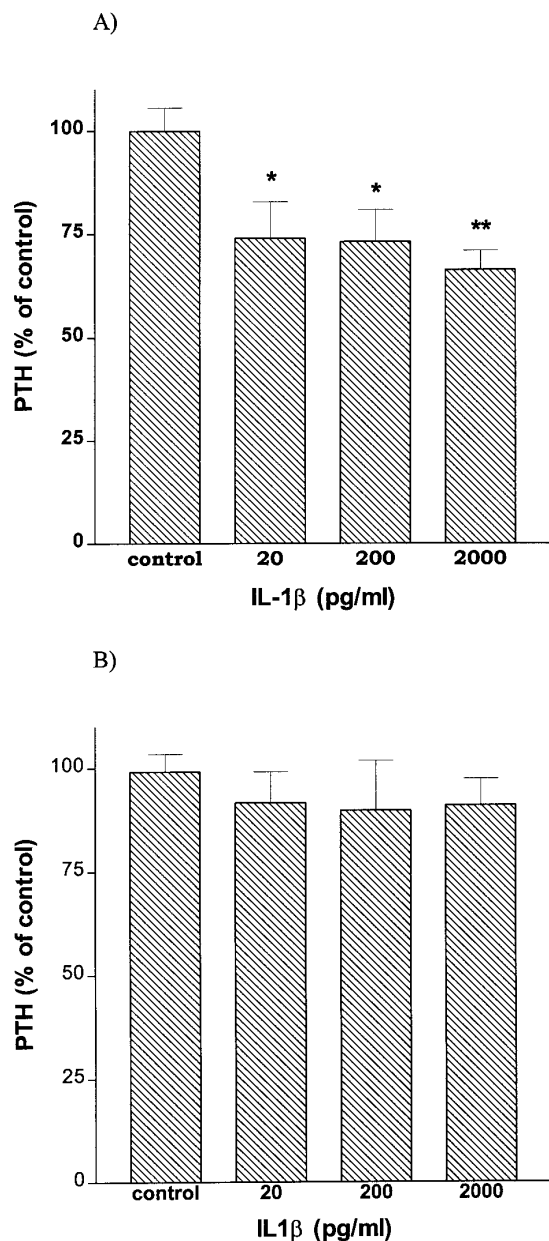 A)
PTH (% of control)
100
75
50
25
0
*
*
**
control 20 200 2000
IL-1β (pg/ml)
B)
PTH (% of control)
100
75
50
25
0
control 20 200 2000
IL1β (pg/ml)